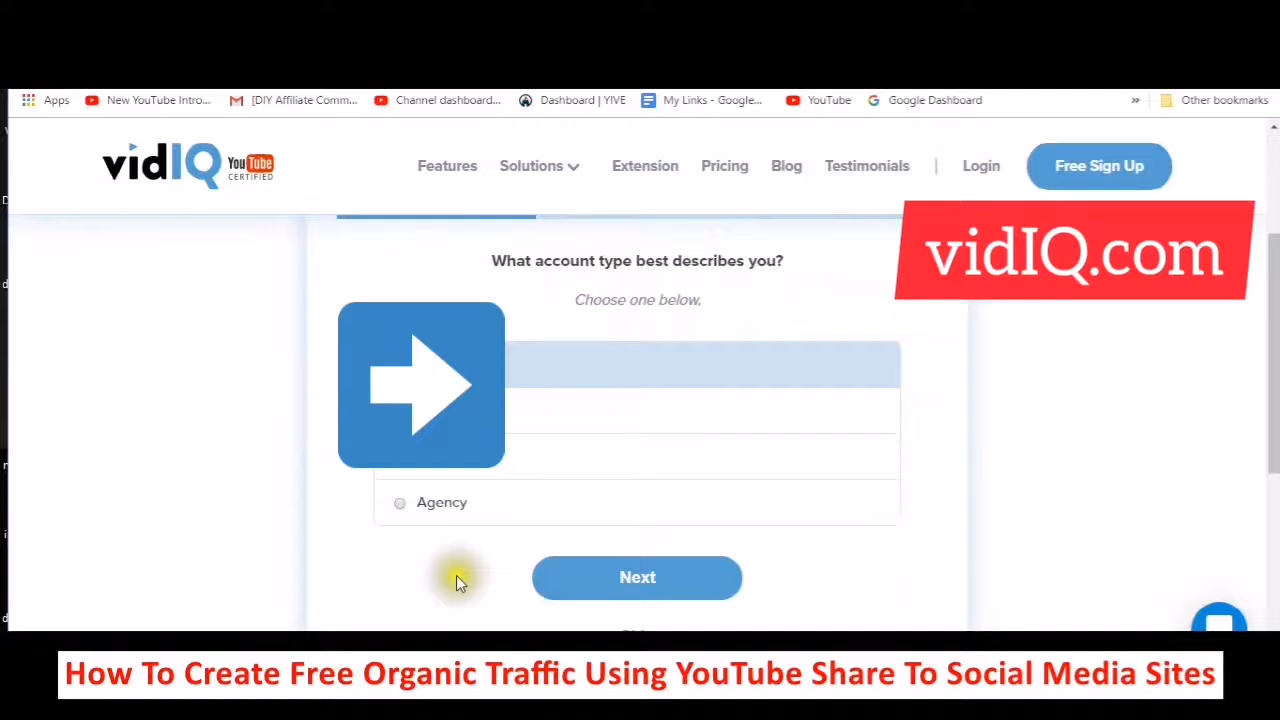 Apps New YouTube Intro... [DIY Affiliate Comm... Channel dashboard... Dashboard | YIVE My Links - Google... YouTube Google Dashboard » Other bookmarks
vidIQ YouTube CERTIFIED Features Solutions Extension Pricing Blog Testimonials | Login Free Sign Up
vidIQ.com
What account type best describes you?
Choose one below.
Agency
Next
How To Create Free Organic Traffic Using YouTube Share To Social Media Sites